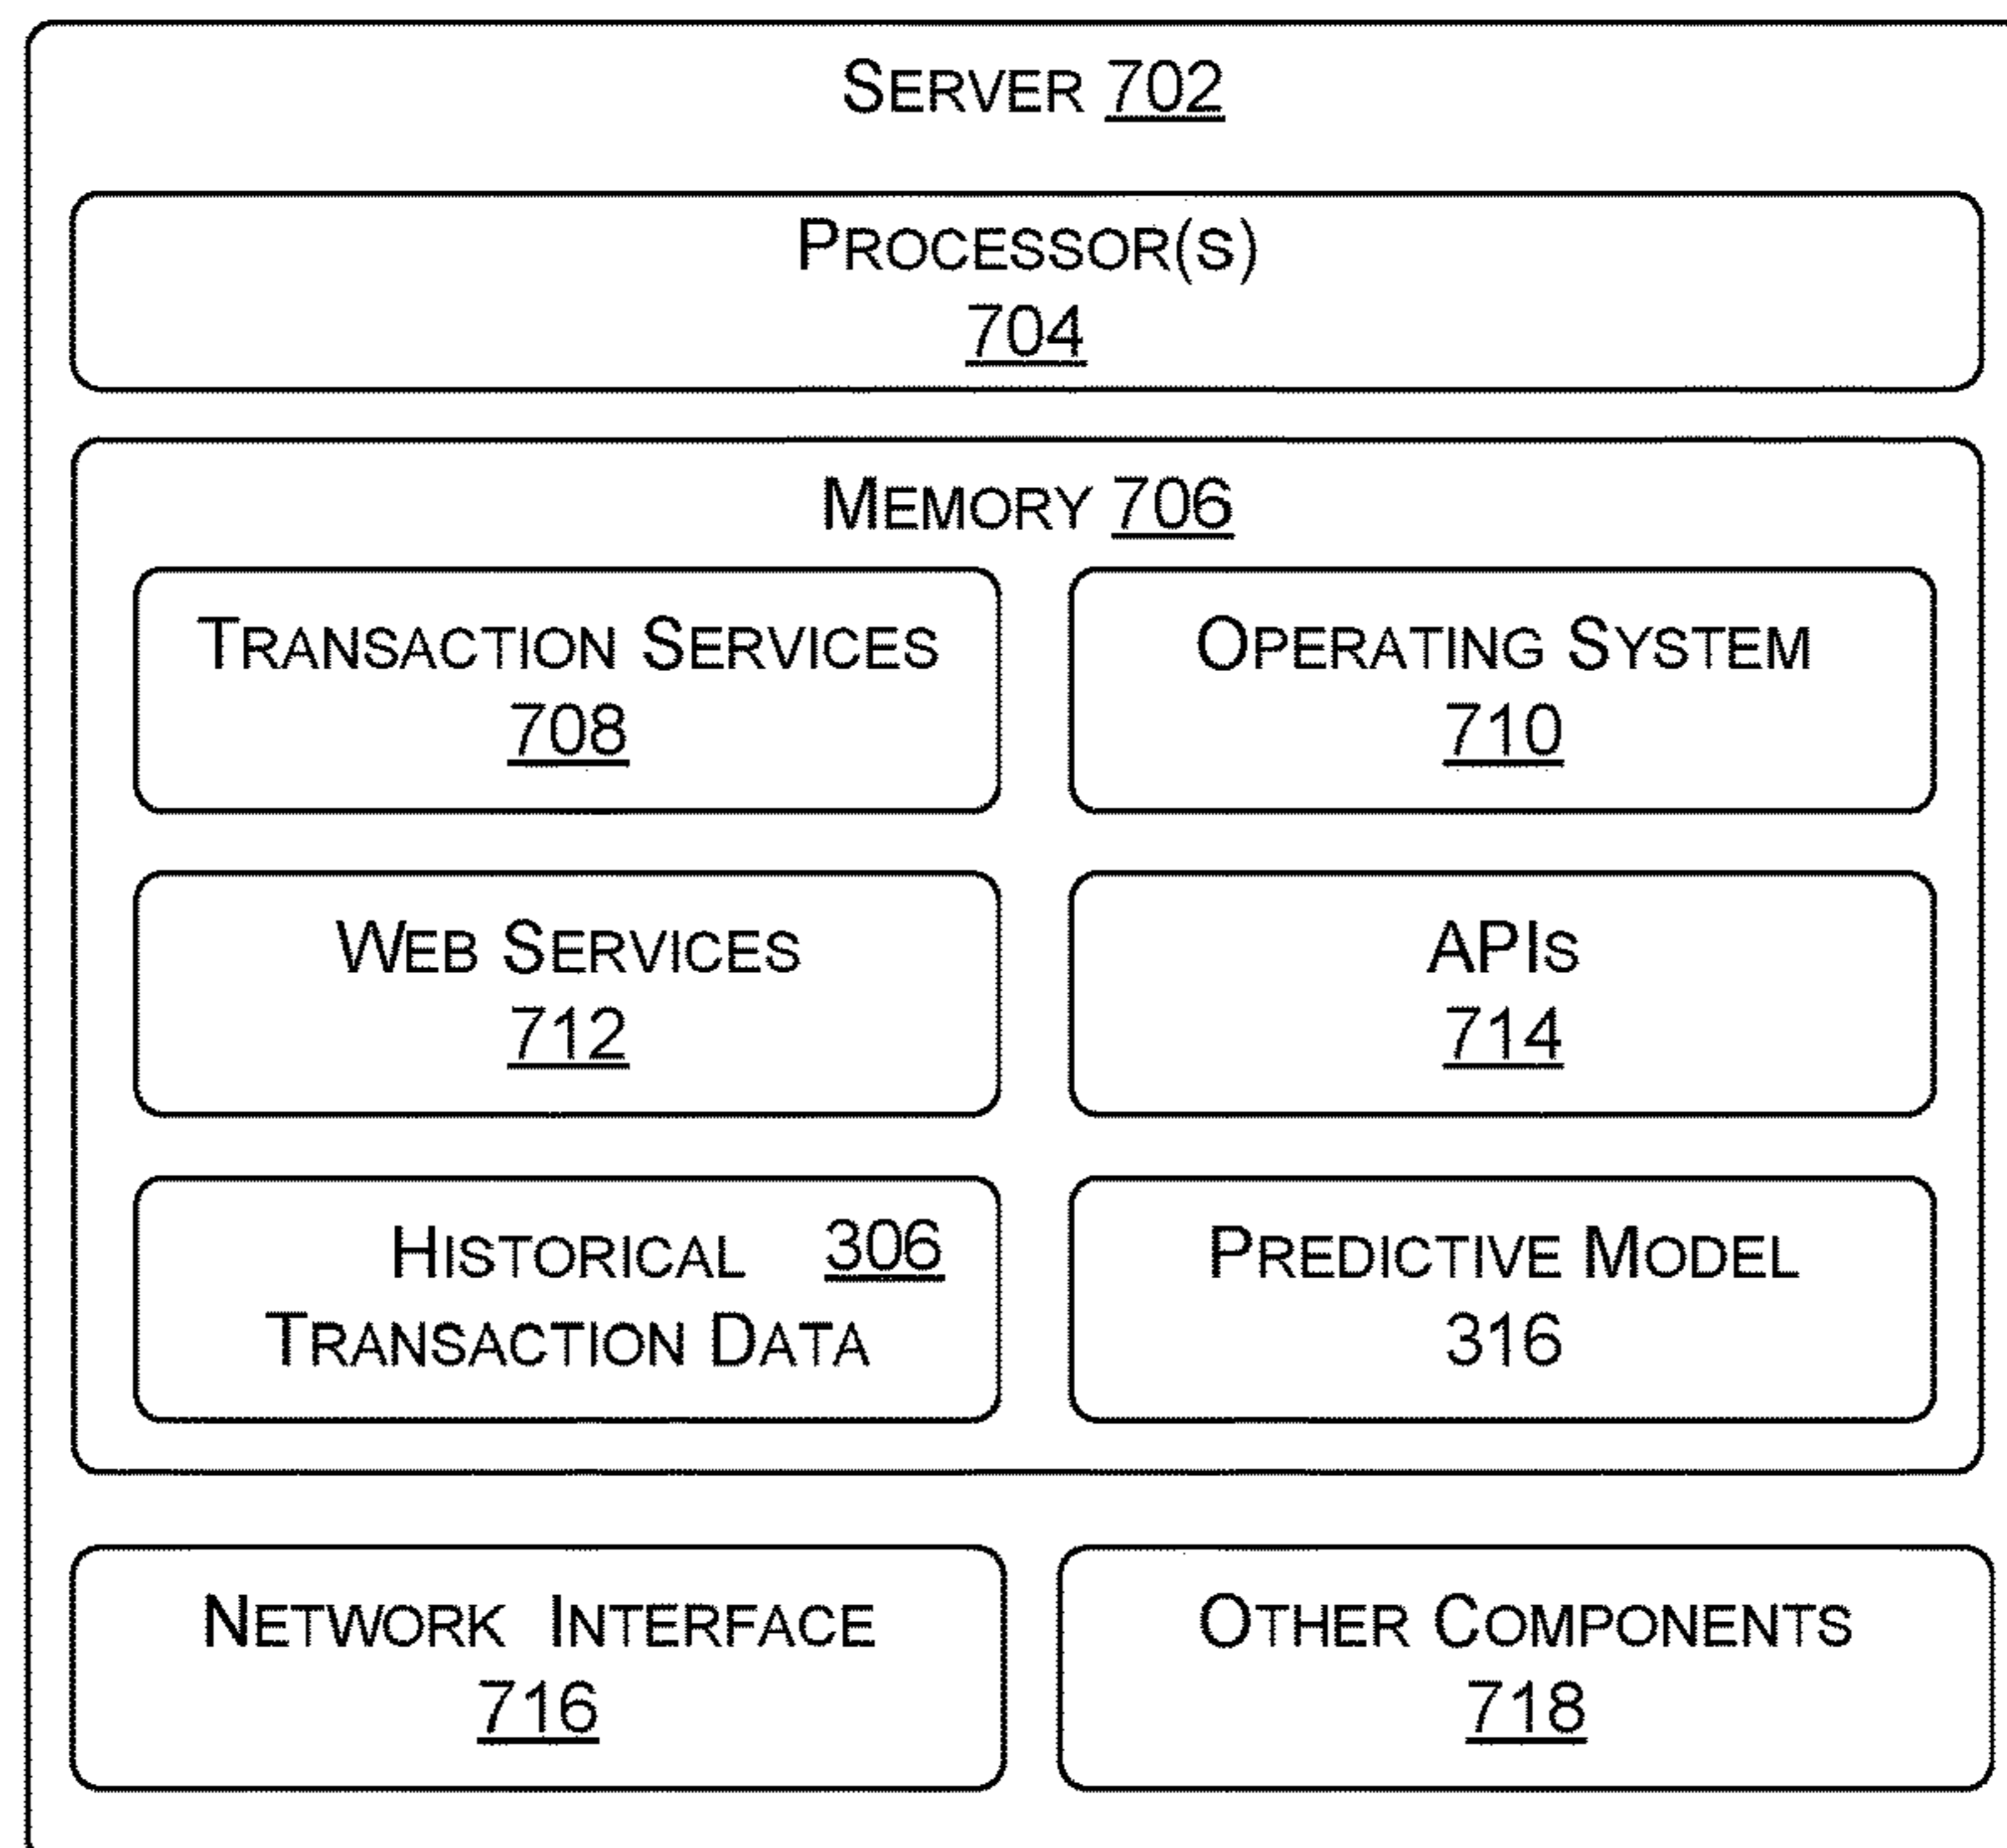 SERVER 702
PROCESSOR(S)
704
MEMORY 706
TRANSACTION SERVICES
708
OPERATING SYSTEM
710
WEB SERVICES
712
APIS
714
HISTORICAL 306
TRANSACTION DATA
PREDICTIVE MODEL
316
NETWORK INTERFACE
716
OTHER COMPONENTS
718